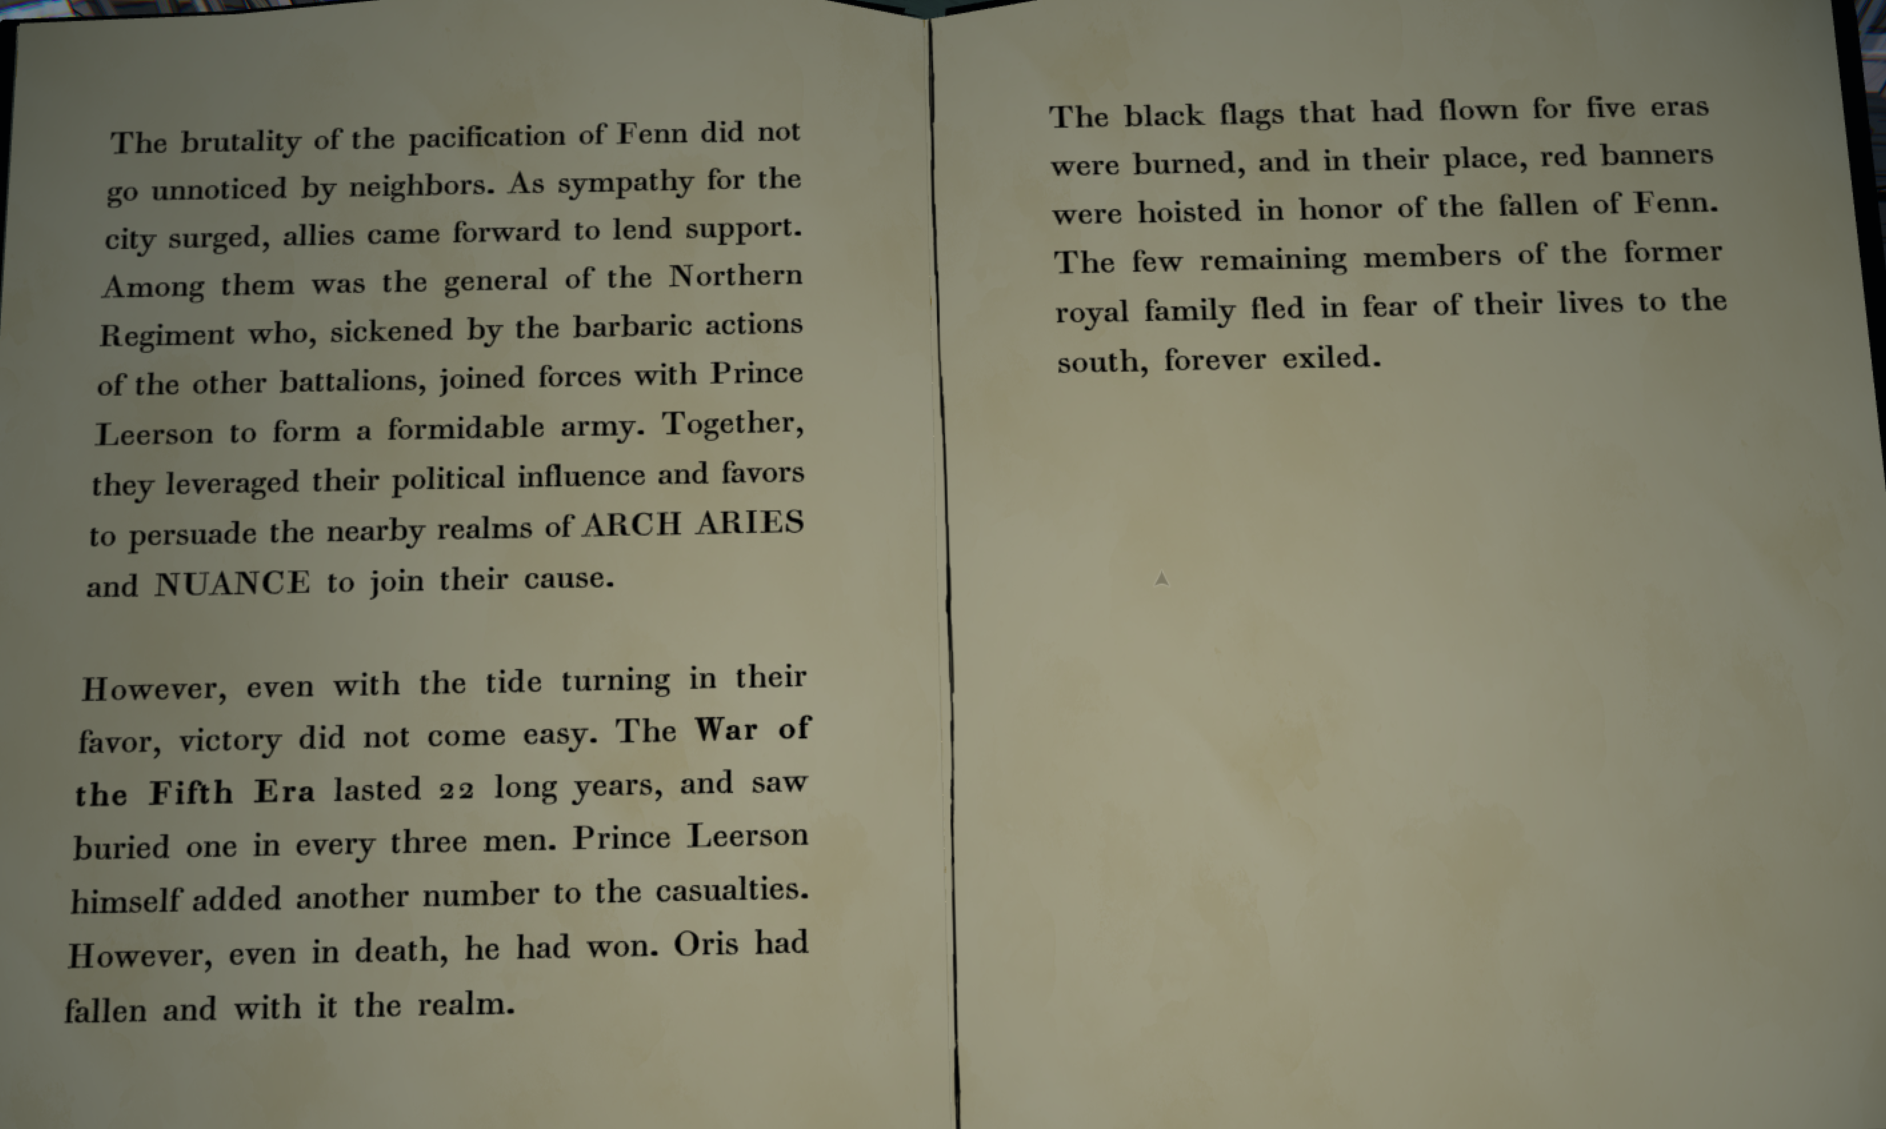 The brutality of the pacification of Fenn did not
go unnoticed by neighbors. As sympathy for the
city surged, allies came forward to lend support.
Among them was the general of the Northern
Regiment who, sickened by the barbaric actions
of the other battalions, joined forces with Prince
Leerson to form a formidable army. Together,
they leveraged their political influence and favors
to persuade the nearby realms of ARCH ARIES
and NUANCE to join their cause.
However, even with the tide turning in their
favor, victory did not come easy. The War of
the Fifth Era lasted 22 long years, and saw
buried one in every three men. Prince Leerson
himself added another number to the casualties.
However, even in death, he had won. Oris had
fallen and with it the realm.
The black flags that had flown for five eras
were burned, and in their place, red banners
were hoisted in honor of the fallen of Fenn.
The few remaining members of the former
royal family fled in fear of their lives to the
south, forever exiled.